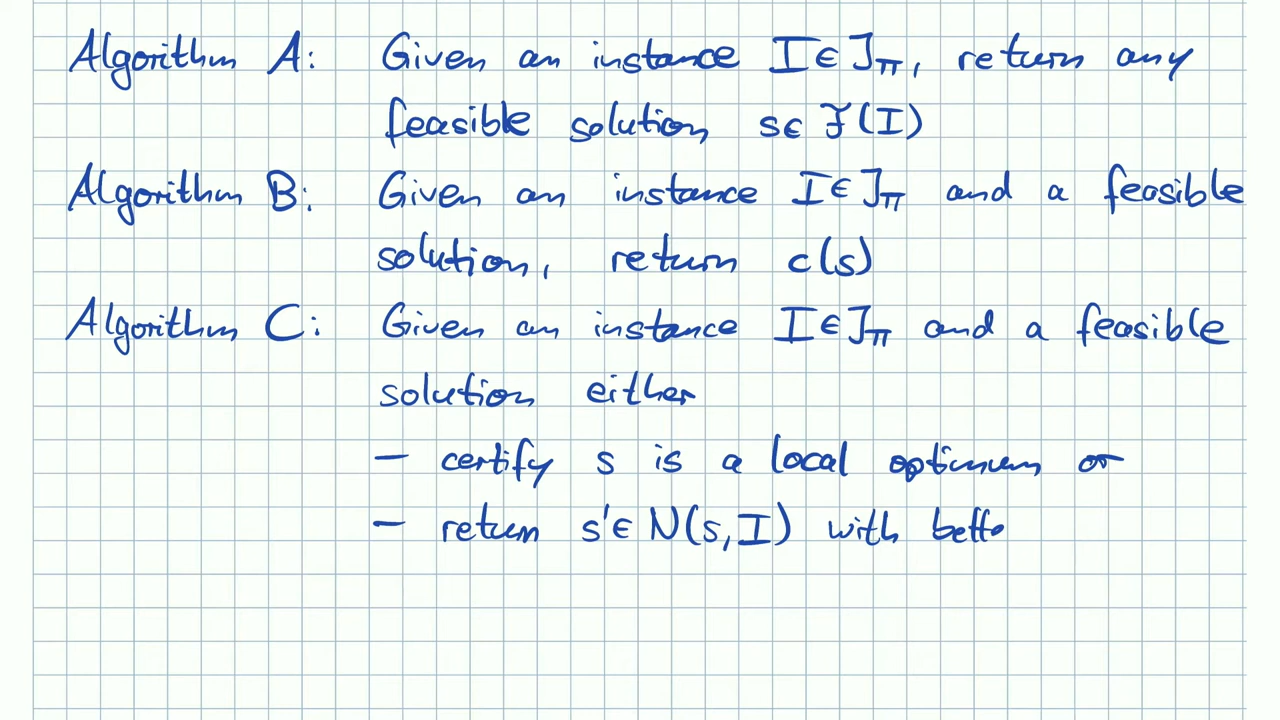 Algorithm A: Given an instance I ∈ J_π, return any
feasible solution s ∈ F(I)
Algorithm B: Given an instance I ∈ J_π and a feasible
solution, return c(s)
Algorithm C: Given an instance I ∈ J_π and a feasible
solution either
– certify s is a local optimum or
– return s' ∈ N(s, I) with bette